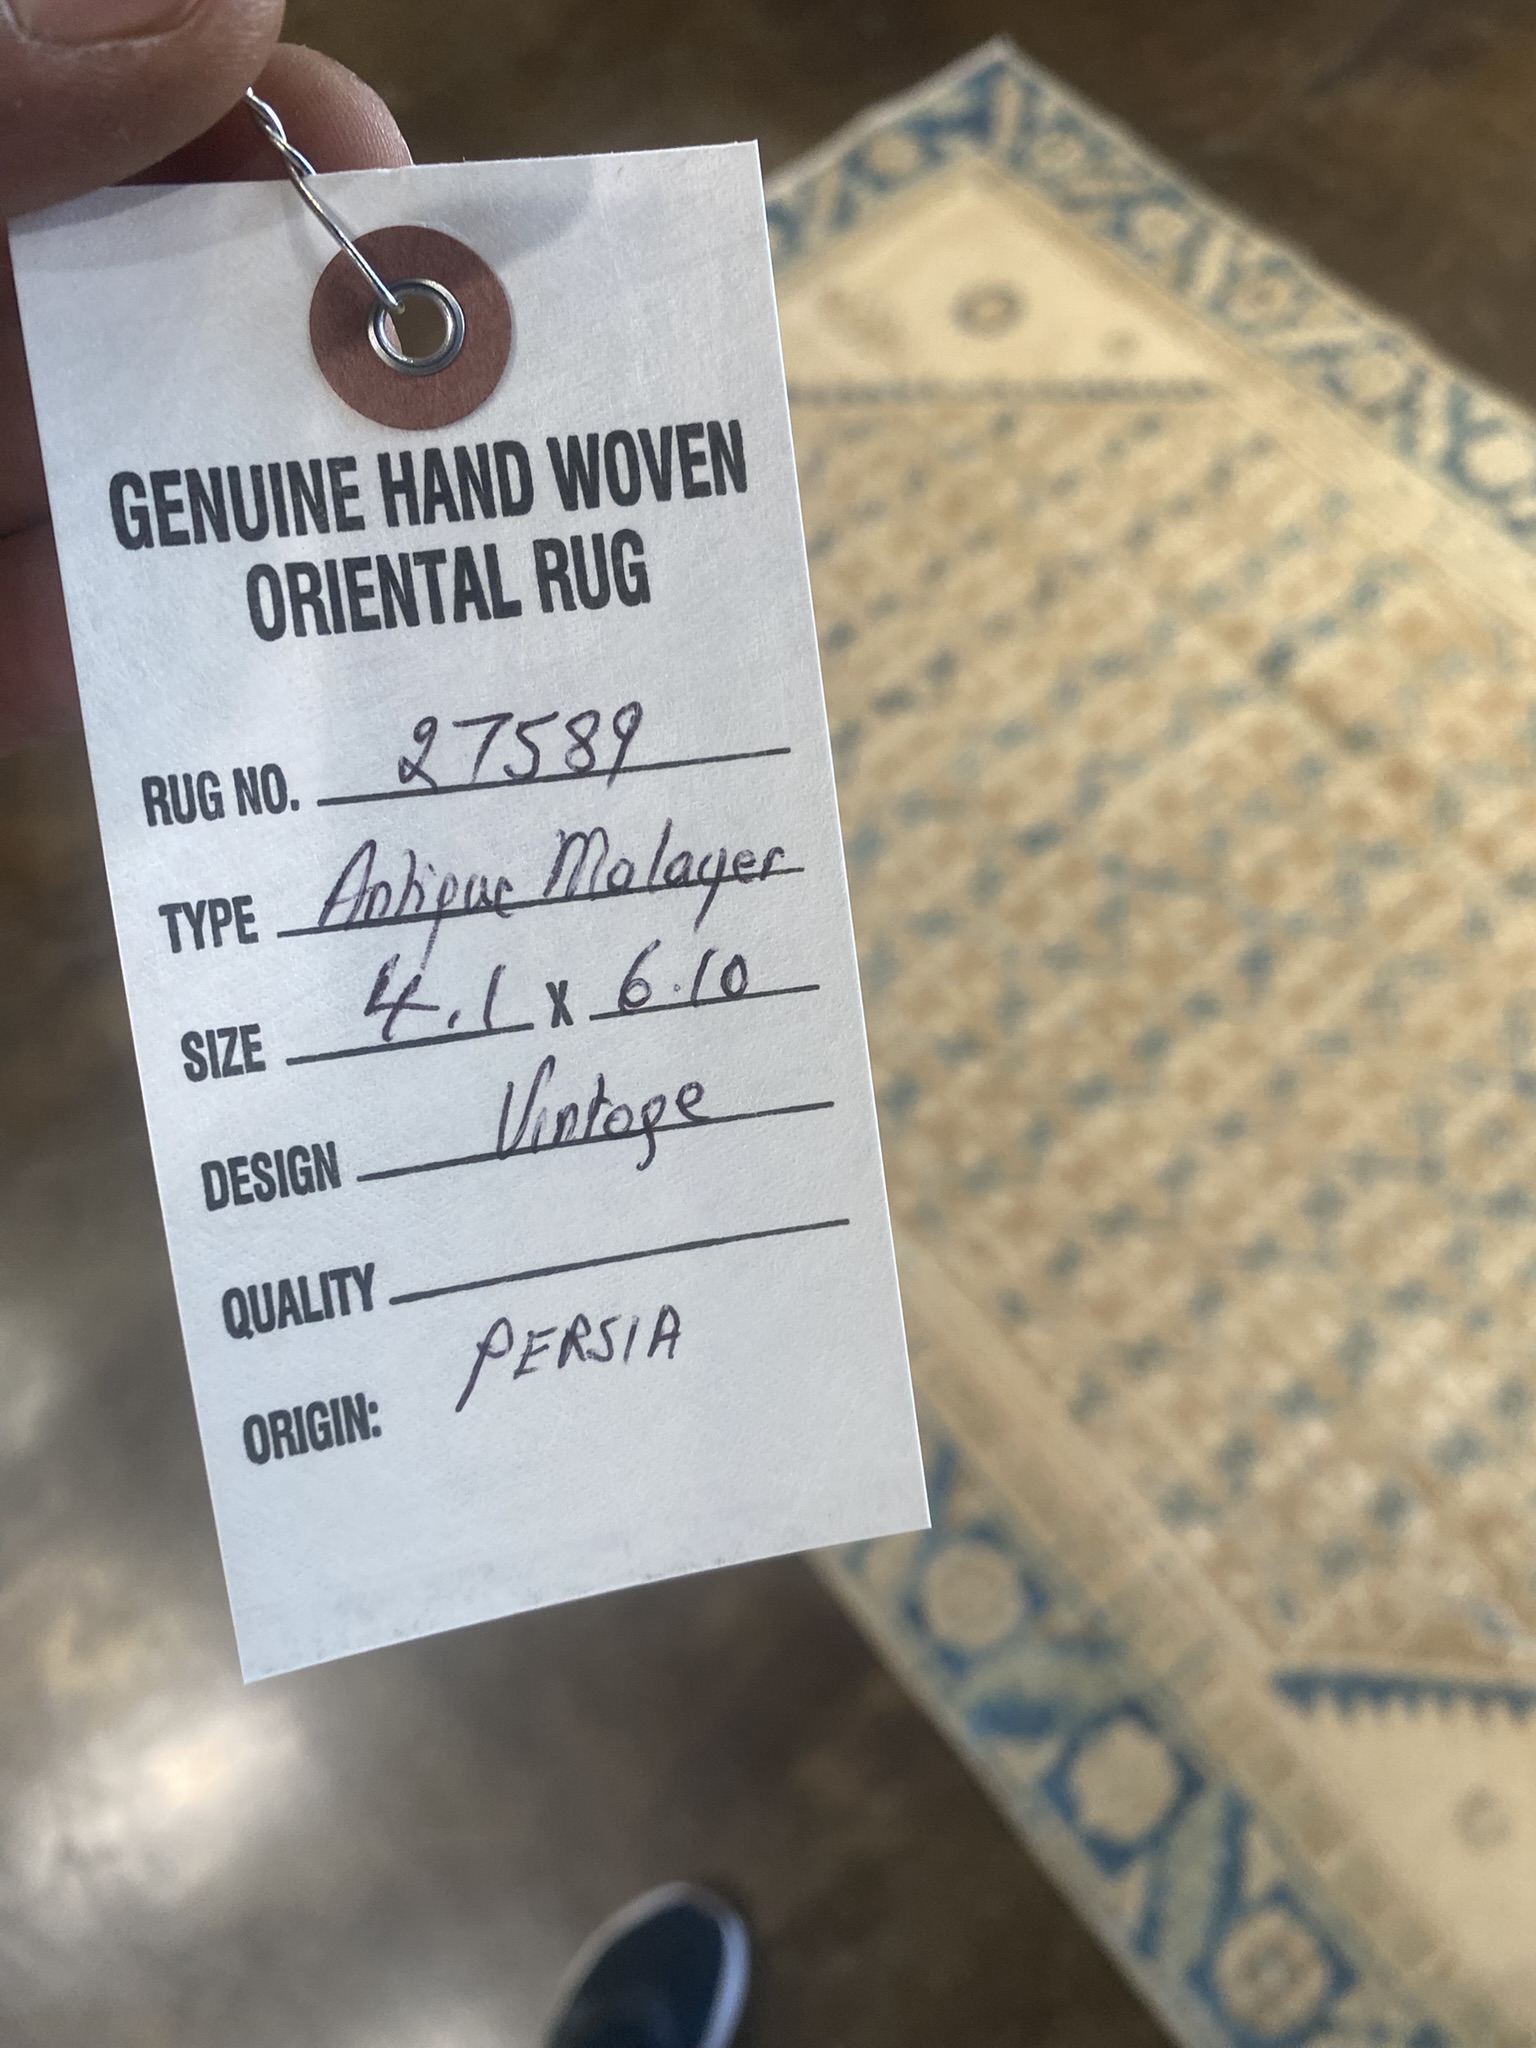 GENUINE HAND WOVEN
ORIENTAL RUG
RUG NO. 27589
TYPE Antique Malayer
SIZE 4.1 x 6.10
DESIGN Vintage
QUALITY
ORIGIN: PERSIA